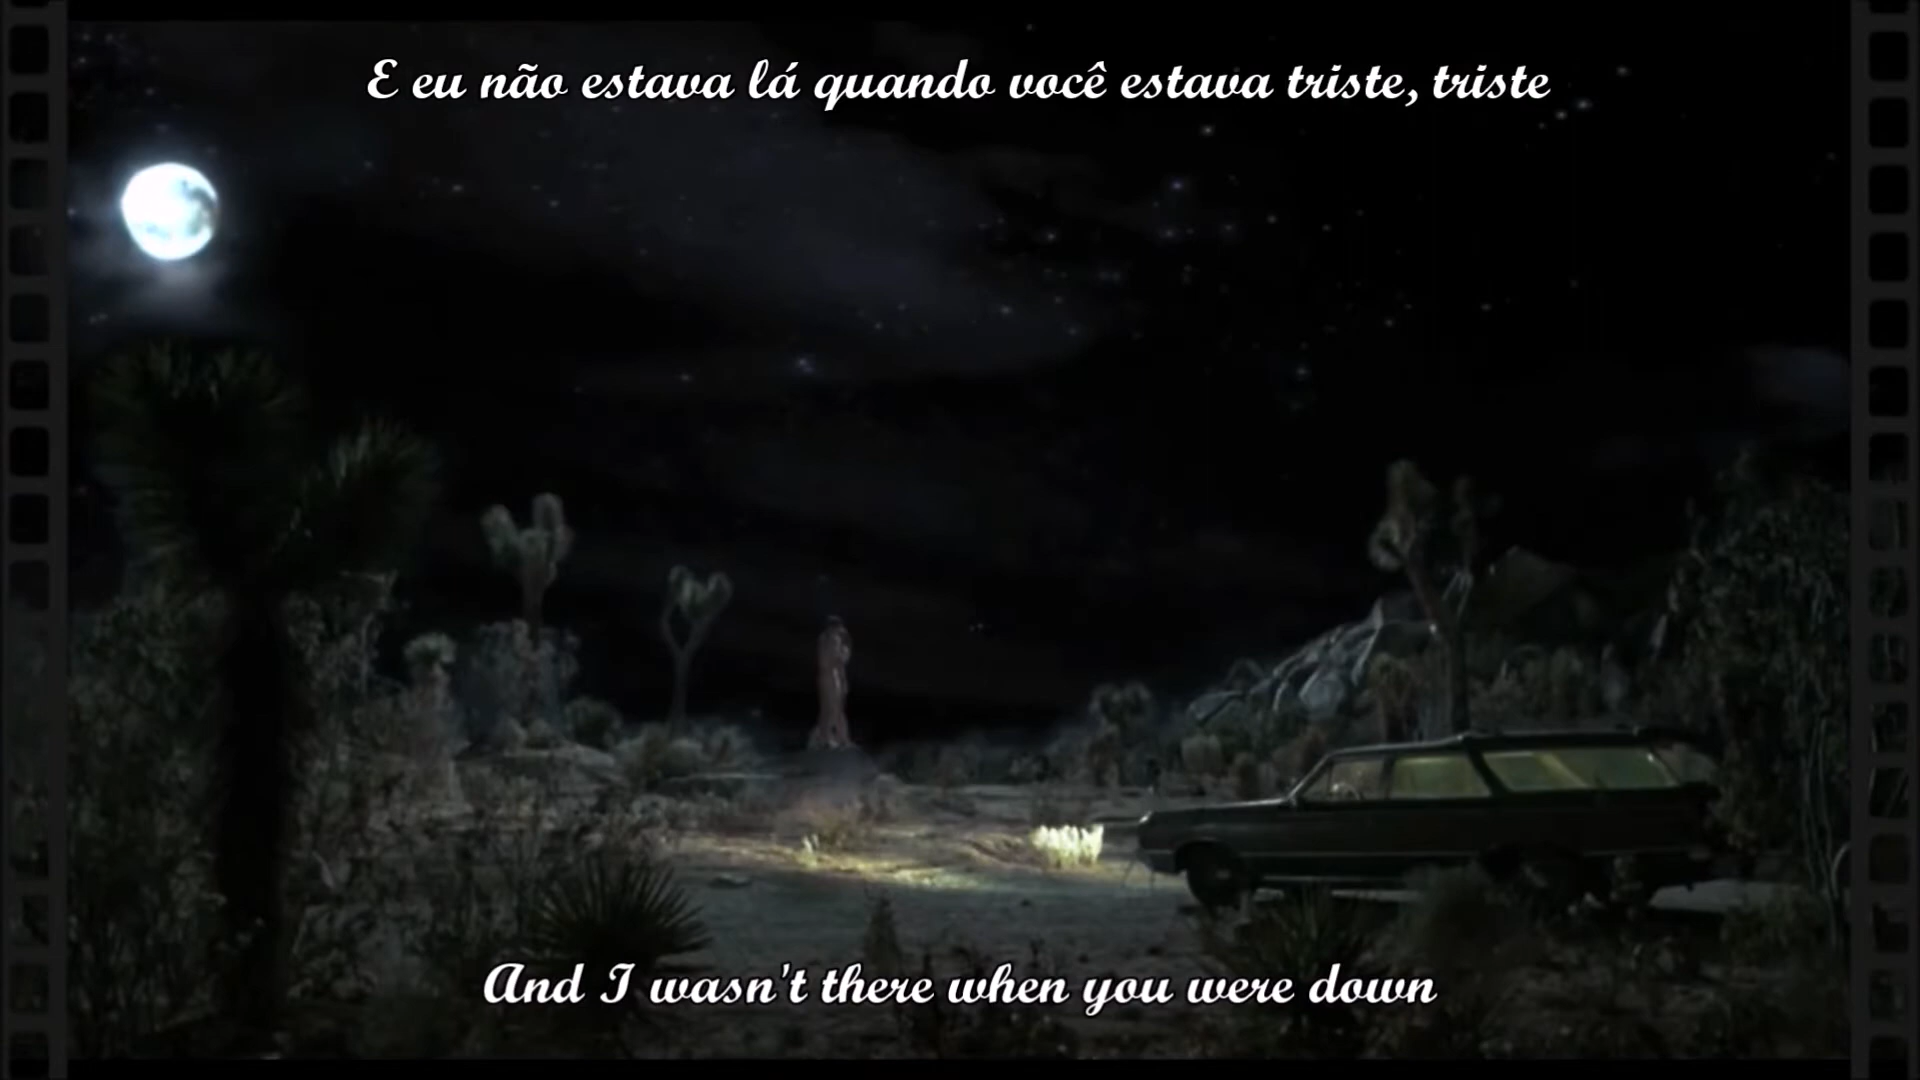 E eu não estava lá quando você estava triste, triste
And I wasn't there when you were down